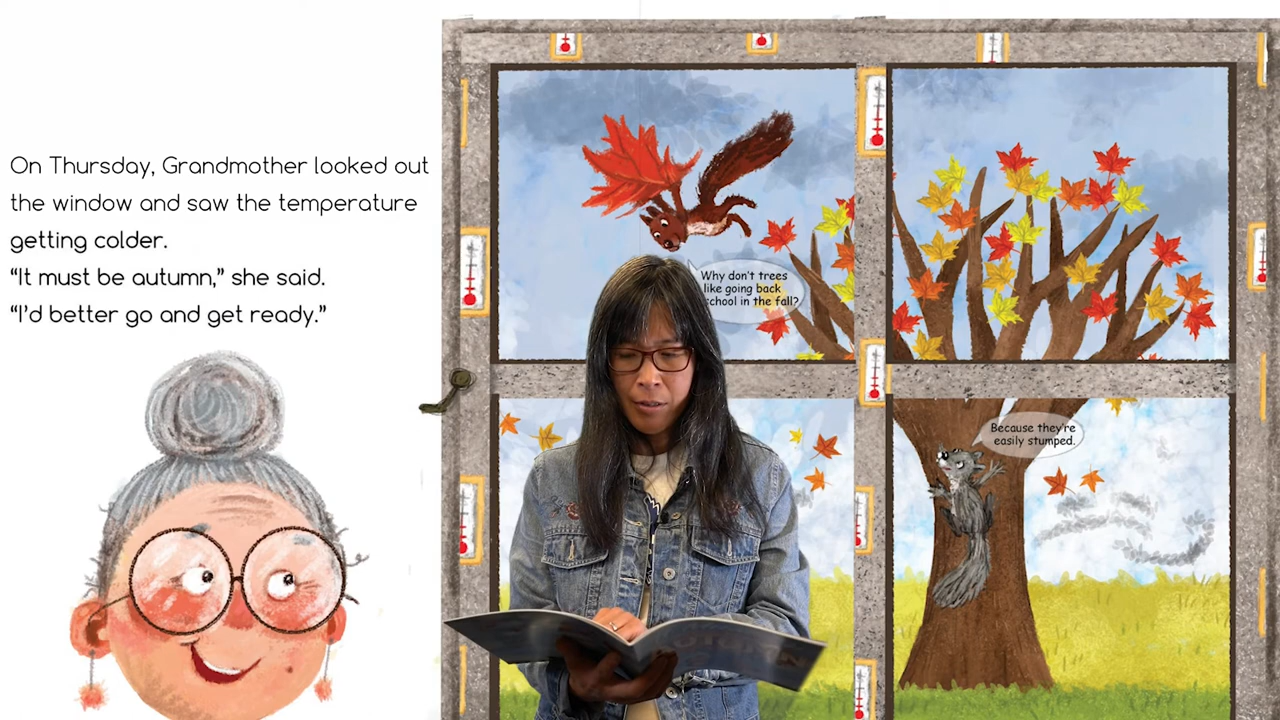 On Thursday, Grandmother looked out
the window and saw the temperature
getting colder.
“It must be autumn,” she said.
“I’d better go and get ready.”
Why don't trees
like going back
school in the fall?
Because they're
easily stumped.